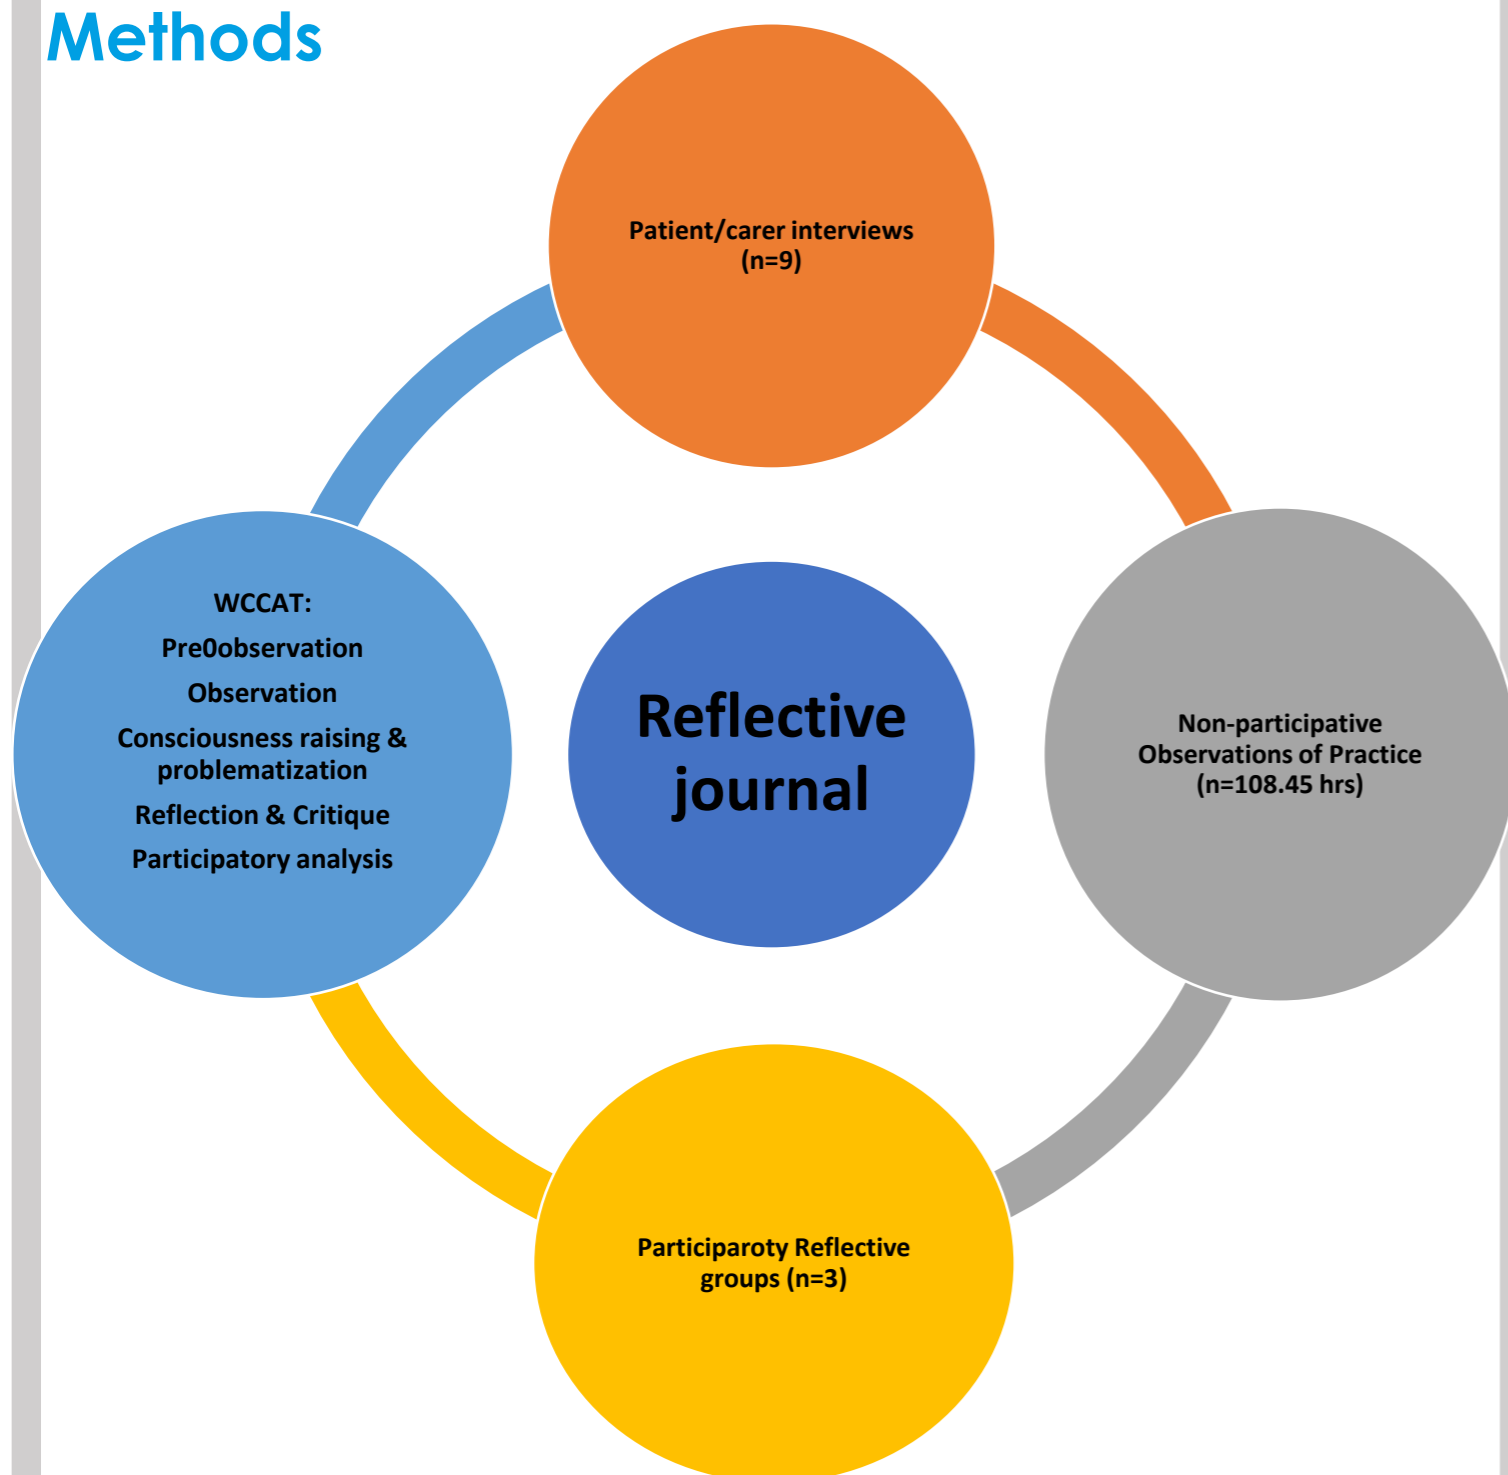 Methods
Patient/carer interviews
(n=9)
WCCAT:
Pre0observation
Observation
Consciousness raising &
problematization
Reflection & Critique
Participatory analysis
Reflective
journal
Non-participative
Observations of Practice
(n=108.45 hrs)
Participaroty Reflective
groups (n=3)